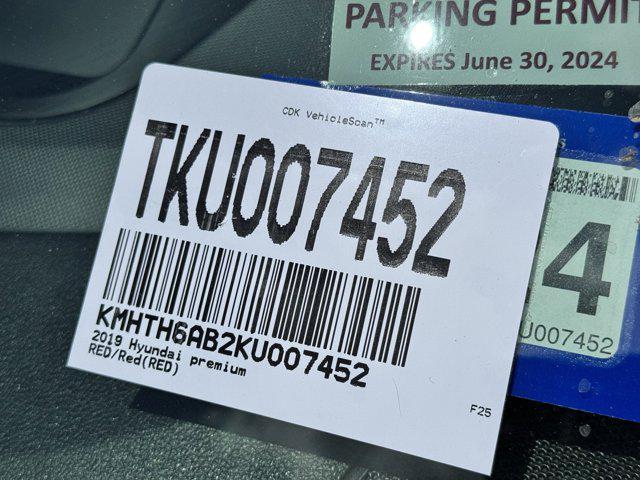 PARKING PERMIT
EXPIRES June 30, 2024
CDK VehicleScan™
TKU007452
KMHTH6AB2KU007452
2019 Hyundai premium
RED/Red(RED)
F25
4
U007452